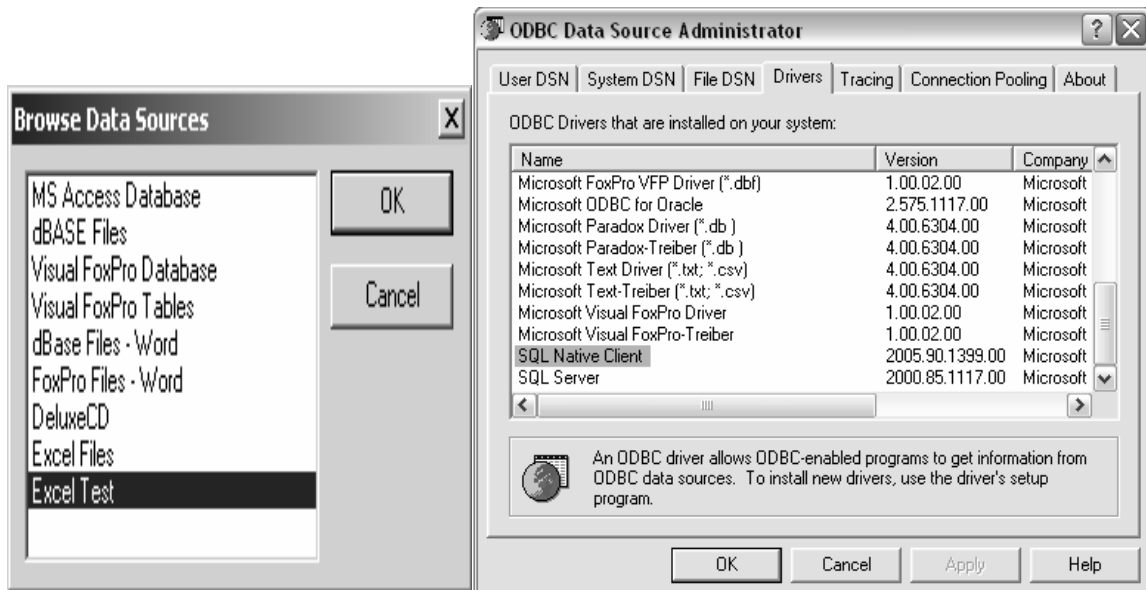 Browse Data Sources
X
MS Access Database
dBASE Files
Visual FoxPro Database
Visual FoxPro Tables
dBase Files - Word
FoxPro Files - Word
DeluxeCD
Excel Files
Excel Test
OK
Cancel
ODBC Data Source Administrator
? X
User DSN System DSN File DSN Drivers Tracing Connection Pooling About
ODBC Drivers that are installed on your system:
Name Version Company
Microsoft FoxPro VFP Driver (*.dbf) 1.00.02.00 Microsoft
Microsoft ODBC for Oracle 2.575.1117.00 Microsoft
Microsoft Paradox Driver (*.db ) 4.00.6304.00 Microsoft
Microsoft Paradox-Treiber (*.db ) 4.00.6304.00 Microsoft
Microsoft Text Driver (*.txt; *.csv) 4.00.6304.00 Microsoft
Microsoft Text-Treiber (*.txt; *.csv) 4.00.6304.00 Microsoft
Microsoft Visual FoxPro Driver 1.00.02.00 Microsoft
Microsoft Visual FoxPro-Treiber 1.00.02.00 Microsoft
SQL Native Client 2005.90.1399.00 Microsoft
SQL Server 2000.85.1117.00 Microsoft
An ODBC driver allows ODBC-enabled programs to get information from
ODBC data sources. To install new drivers, use the driver's setup
program.
OK Cancel Apply Help